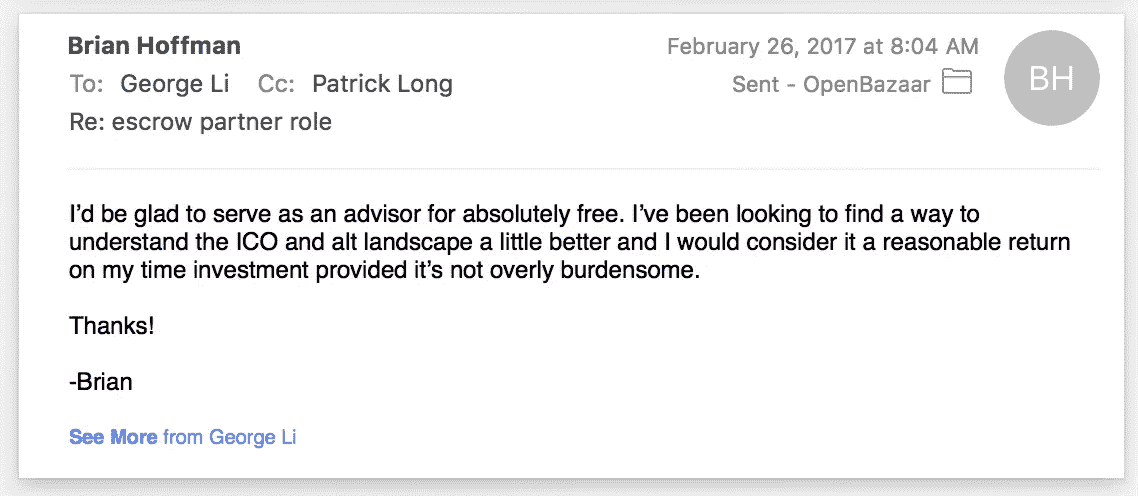 Brian Hoffman
February 26, 2017 at 8:04 AM
BH
To: George Li Cc: Patrick Long
Sent - OpenBazaar
Re: escrow partner role
I’d be glad to serve as an advisor for absolutely free. I’ve been looking to find a way to
understand the ICO and alt landscape a little better and I would consider it a reasonable return
on my time investment provided it’s not overly burdensome.
Thanks!
-Brian
See More from George Li